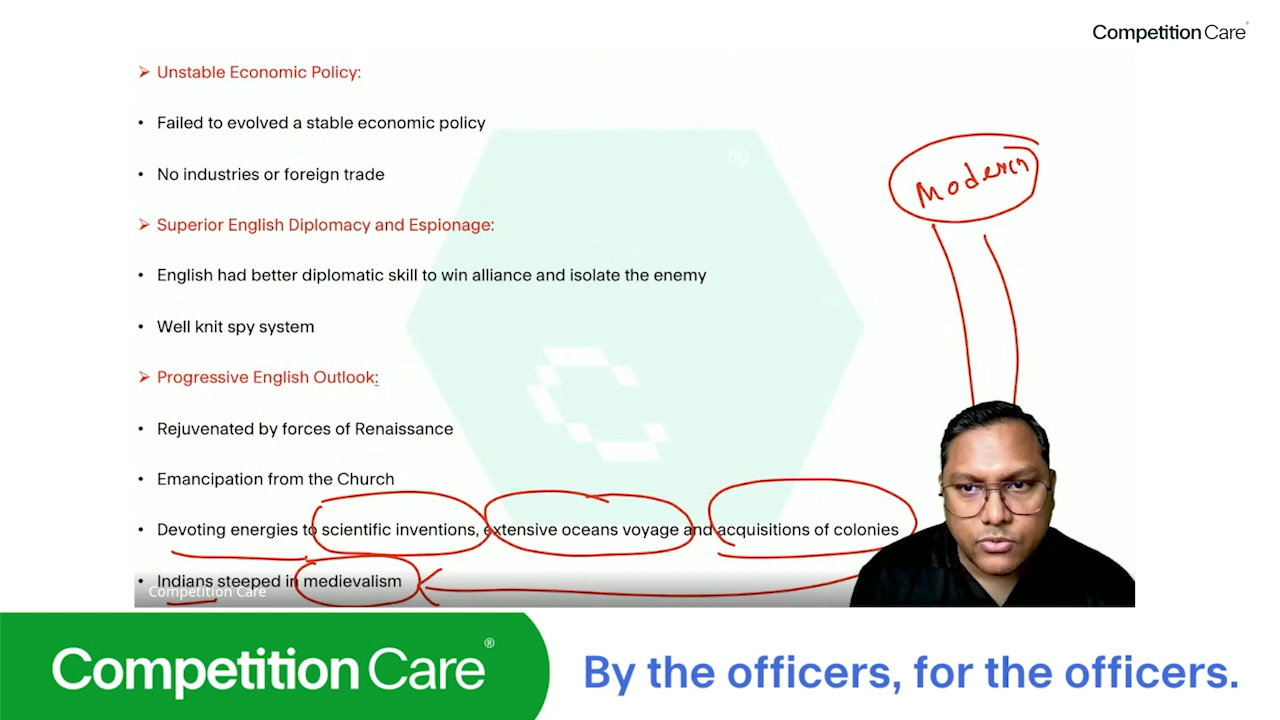 Competition Care®
➢ Unstable Economic Policy:
• Failed to evolved a stable economic policy
• No industries or foreign trade
➢ Superior English Diplomacy and Espionage:
• English had better diplomatic skill to win alliance and isolate the enemy
• Well knit spy system
➢ Progressive English Outlook:
• Rejuvenated by forces of Renaissance
• Emancipation from the Church
• Devoting energies to scientific inventions, extensive oceans voyage and acquisitions of colonies
• Indians steeped in medievalism
Modern
Competition Care
Competition Care®
By the officers, for the officers.